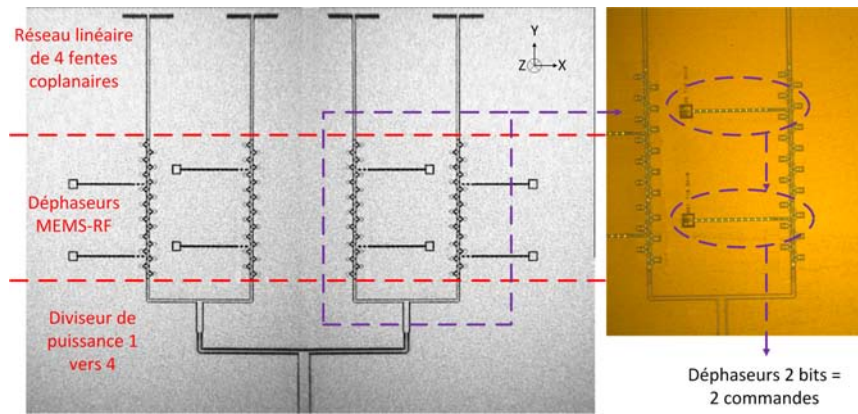 Réseau linéaire
de 4 fentes
coplanaires
Y
Z
X
Déphaseurs
MEMS-RF
Diviseur de
puissance 1
vers 4
Déphaseurs 2 bits =
2 commandes